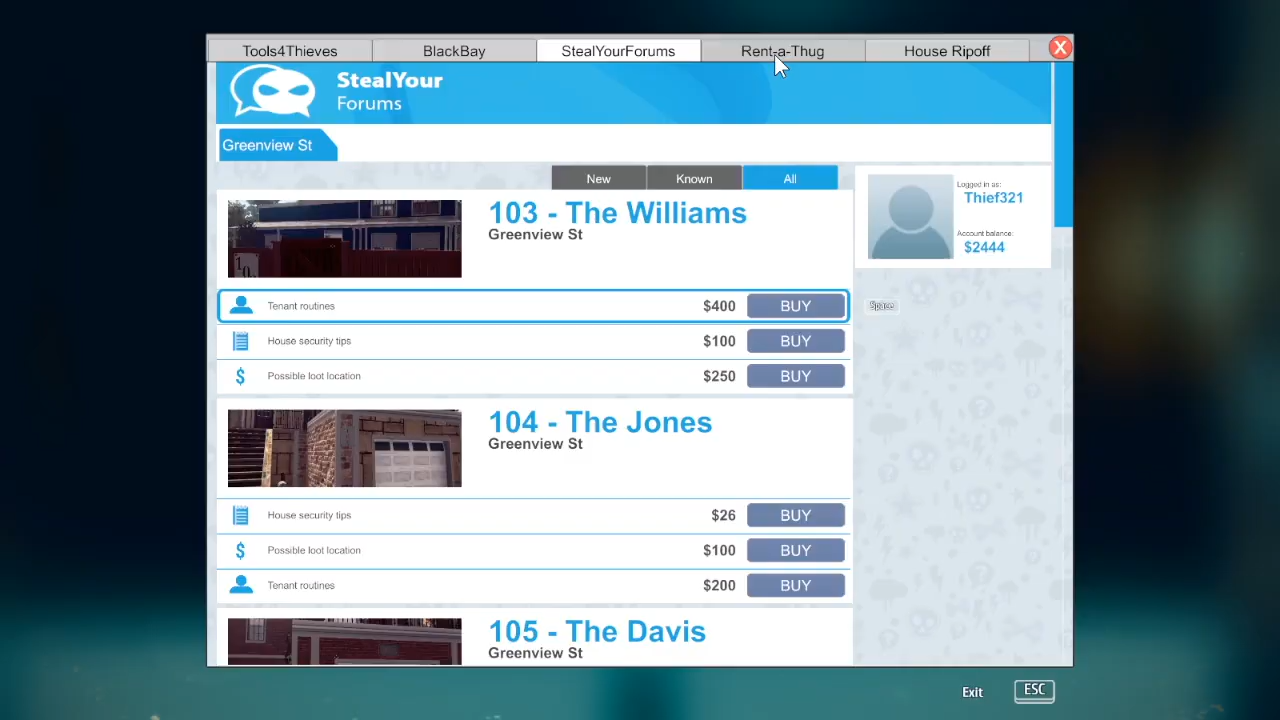 Tools4Thieves
BlackBay
StealYourForums
Rent-a-Thug
House Ripoff
X
StealYour
Forums
Greenview St
New
Known
All
Logged in as:
Thief321
Account balance:
$2444
103 - The Williams
Greenview St
Tenant routines
$400
BUY
Space
House security tips
$100
BUY
$
Possible loot location
$250
BUY
104 - The Jones
Greenview St
House security tips
$26
BUY
$
Possible loot location
$100
BUY
Tenant routines
$200
BUY
105 - The Davis
Greenview St
Exit
ESC